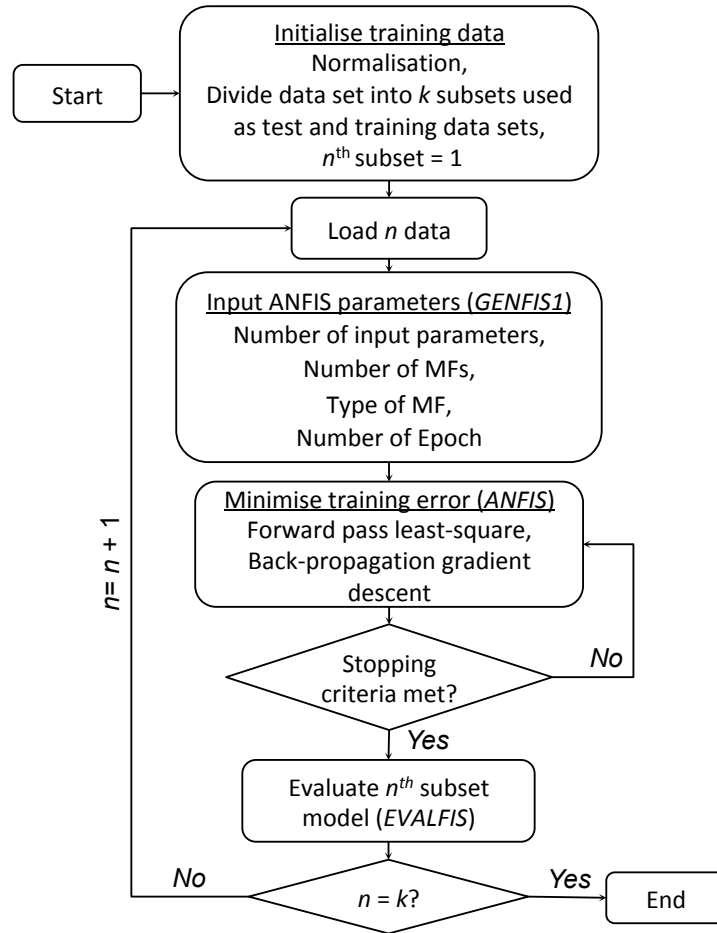 Start
Initialise training data
Normalisation,
Divide data set into k subsets used
as test and training data sets,
nth subset = 1
Load n data
Input ANFIS parameters (GENFIS1)
Number of input parameters,
Number of MFs,
Type of MF,
Number of Epoch
Minimise training error (ANFIS)
Forward pass least-square,
Back-propagation gradient
descent
Stopping
criteria met?
No
Yes
Evaluate nth subset
model (EVALFIS)
n = k?
No
Yes
End
n= n + 1